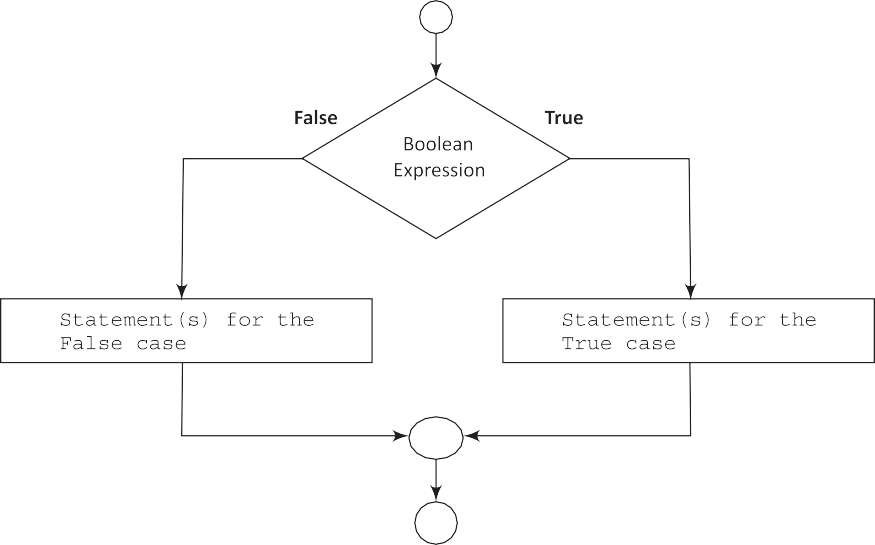 False
True
Boolean
Expression
Statement(s) for the
False case
Statement(s) for the
True case